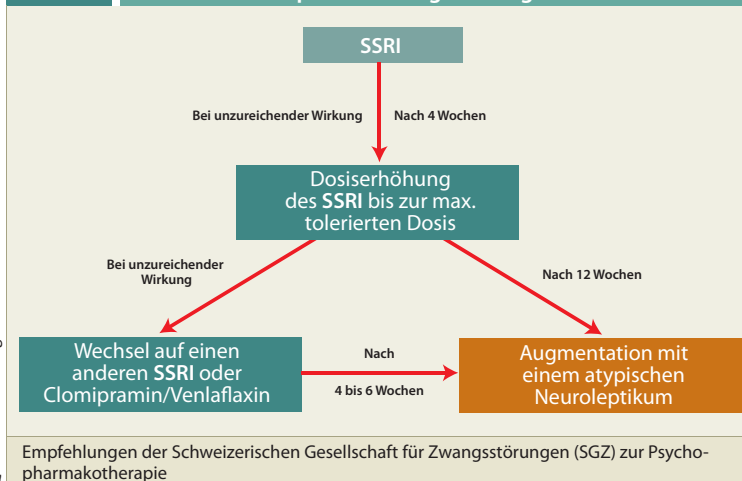 SSRI
Bei unzureichender Wirkung
Nach 4 Wochen
Dosiserhöhung
des SSRI bis zur max.
tolerierten Dosis
Bei unzureichender
Wirkung
Nach 12 Wochen
Wechsel auf einen
anderen SSRI oder
Clomipramin/Venlaflaxin
Nach
4 bis 6 Wochen
Augmentation mit
einem atypischen
Neuroleptikum
Empfehlungen der Schweizerischen Gesellschaft für Zwangsstörungen (SGZ) zur Psycho-
pharmakotherapie